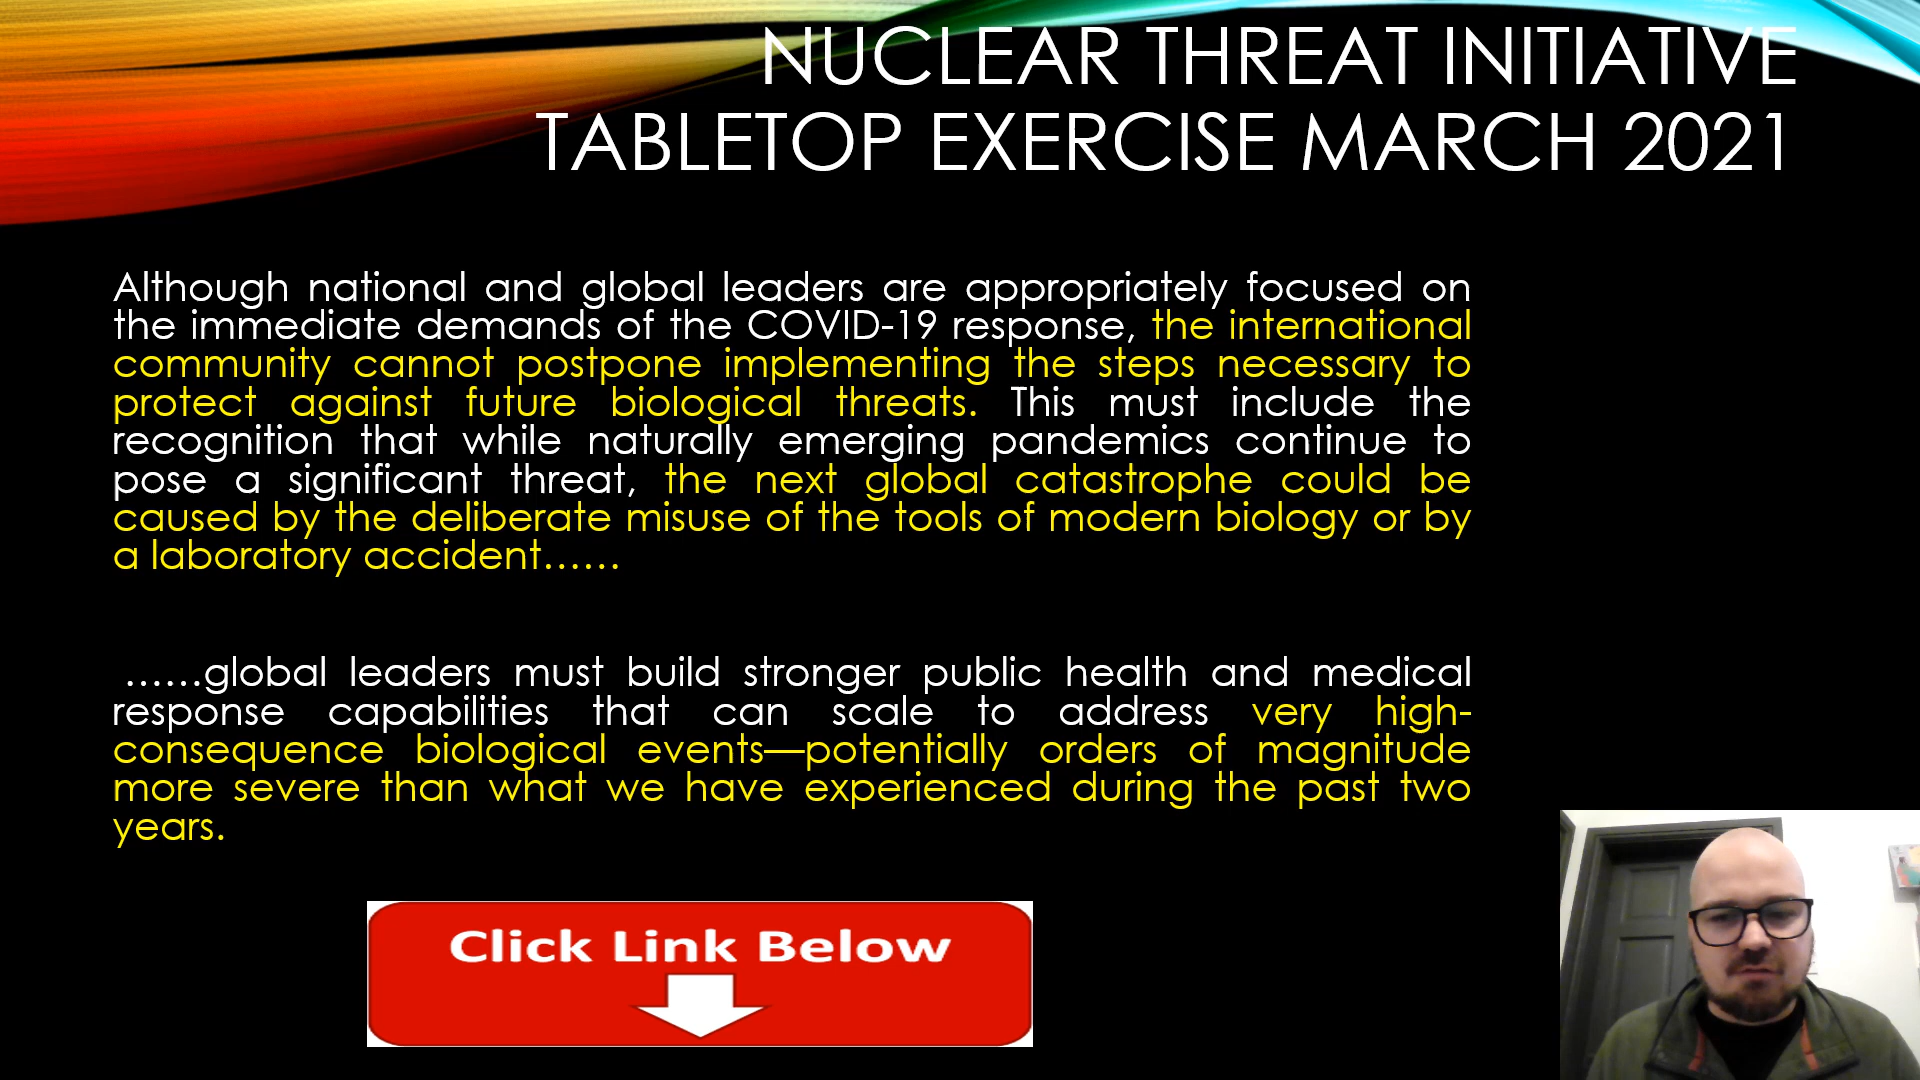 NUCLEAR THREAT INITIATIVE
TABLETOP EXERCISE MARCH 2021
Although national and global leaders are appropriately focused on
the immediate demands of the COVID-19 response, the international
community cannot postpone implementing the steps necessary to
protect against future biological threats. This must include the
recognition that while naturally emerging pandemics continue to
pose a significant threat, the next global catastrophe could be
caused by the deliberate misuse of the tools of modern biology or by
a laboratory accident……
……global leaders must build stronger public health and medical
response capabilities that can scale to address very high-
consequence biological events—potentially orders of magnitude
more severe than what we have experienced during the past two
years.
Click Link Below